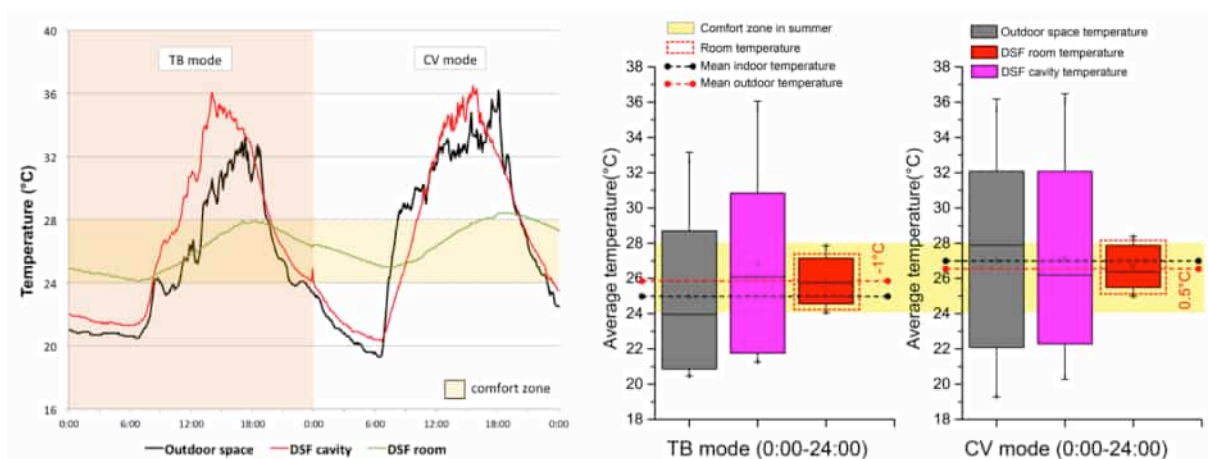 40
36
32
28
24
20
16
Temperature (°C)
TB mode
CV mode
comfort zone
0:00 6:00 12:00 18:00 0:00 6:00 12:00 18:00 0:00
Outdoor space DSF cavity DSF room
Comfort zone in summer
Room temperature
Mean indoor temperature
Mean outdoor temperature
38
36
34
32
30
28
26
24
22
20
18
Average temperature(°C)
-1°C
TB mode (0:00-24:00)
Outdoor space temperature
DSF room temperature
DSF cavity temperature
38
36
34
32
30
28
26
24
22
20
18
Average temperature(°C)
0.5°C
CV mode (0:00-24:00)